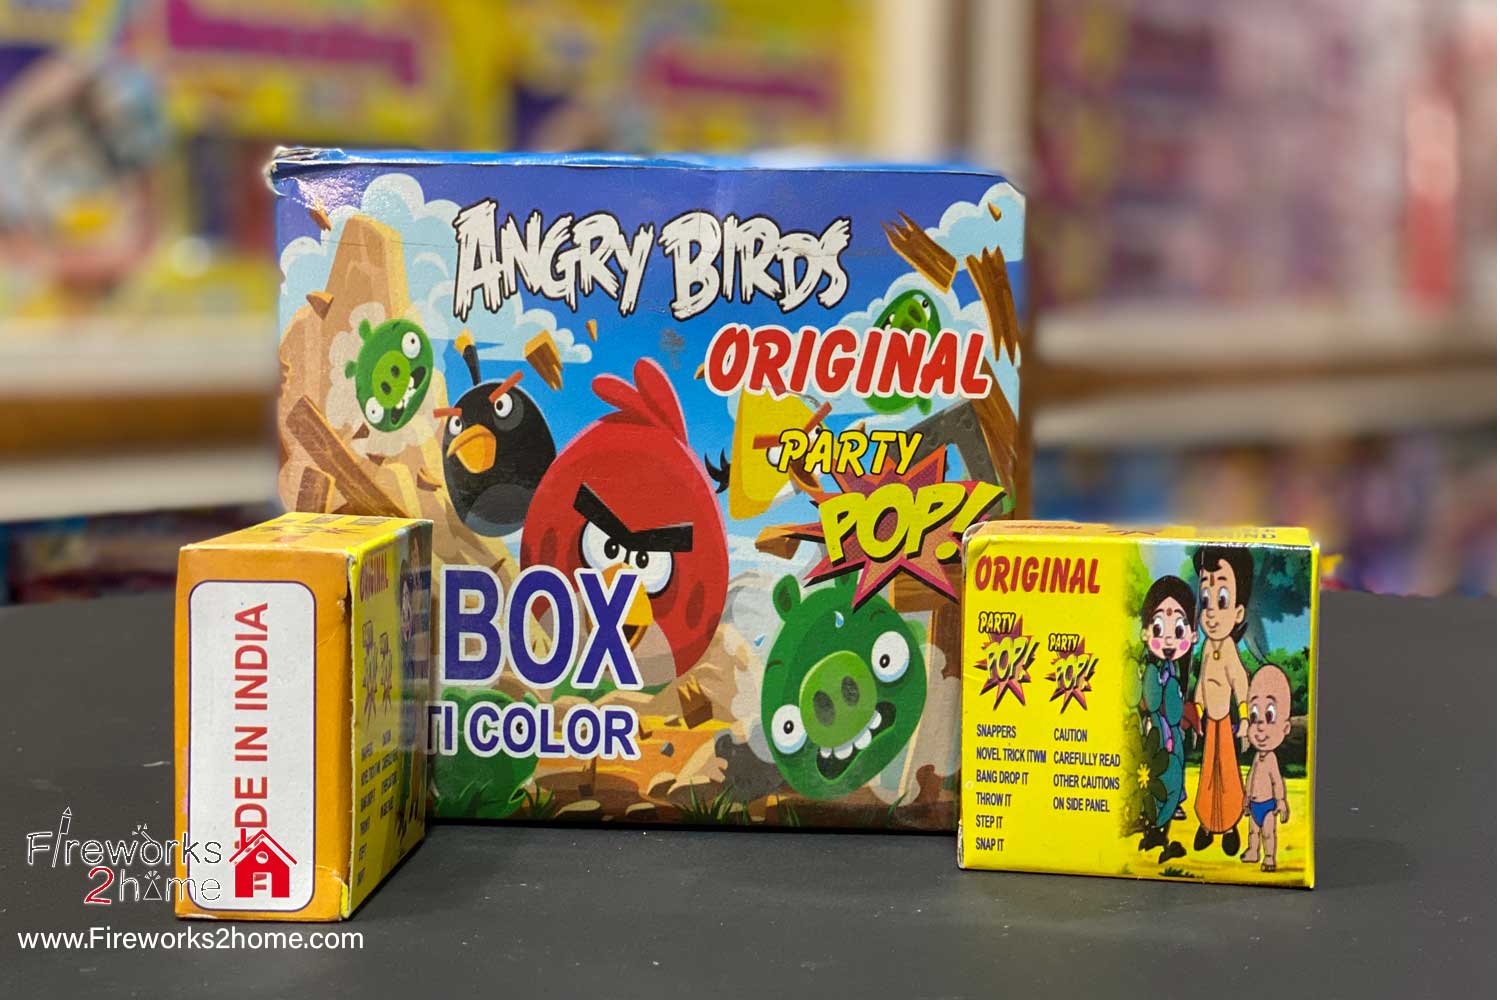 ANGRY BIRDS
ORIGINAL
PARTY
POP!
BOX
TI COLOR
DE IN INDIA
ORIGINAL
ORIGINAL
PARTY
POP!
PARTY
POP!
SNAPPERS
NOVEL TRICK ITWM
BANG DROP IT
THROW IT
STEP IT
SNAP IT
CAUTION
CAREFULLY READ
OTHER CAUTIONS
ON SIDE PANEL
Fireworks
2home
www.Fireworks2home.com